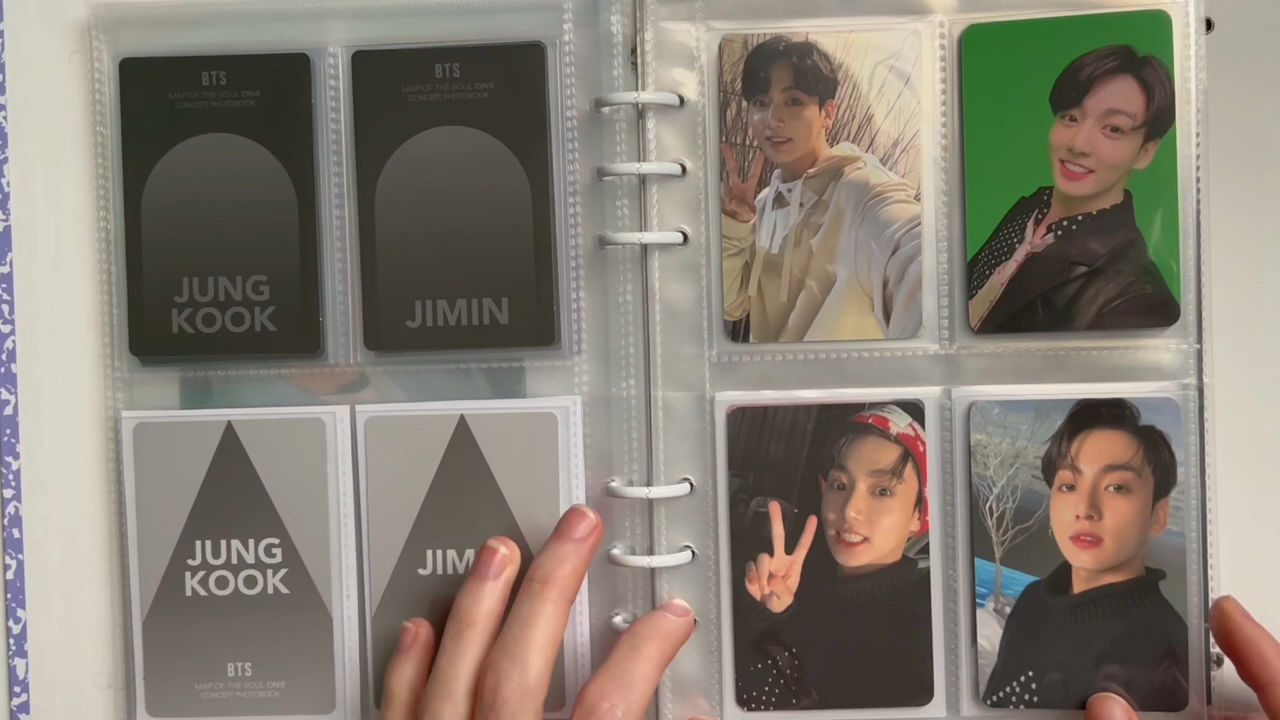 BTS
MAP OF THE SOUL ON:E
CONCEPT PHOTOBOOK
JUNG
KOOK
BTS
MAP OF THE SOUL ON:E
CONCEPT PHOTOBOOK
JIMIN
JUNG
KOOK
BTS
MAP OF THE SOUL ON:E
CONCEPT PHOTOBOOK
JIM